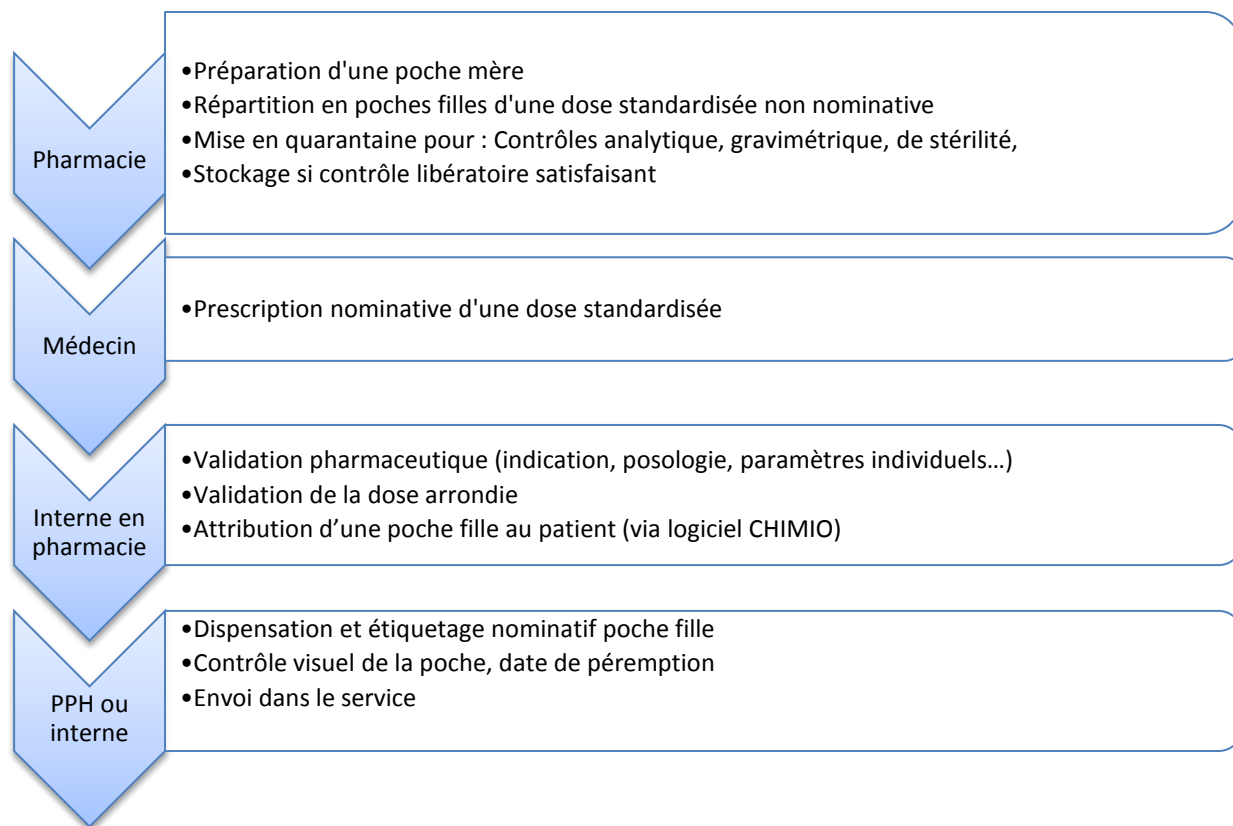 Pharmacie
•Préparation d'une poche mère
•Répartition en poches filles d'une dose standardisée non nominative
•Mise en quarantaine pour : Contrôles analytique, gravimétrique, de stérilité,
•Stockage si contrôle libératoire satisfaisant
Médecin
•Prescription nominative d'une dose standardisée
Interne en
pharmacie
•Validation pharmaceutique (indication, posologie, paramètres individuels…)
•Validation de la dose arrondie
•Attribution d’une poche fille au patient (via logiciel CHIMIO)
PPH ou
interne
•Dispensation et étiquetage nominatif poche fille
•Contrôle visuel de la poche, date de péremption
•Envoi dans le service